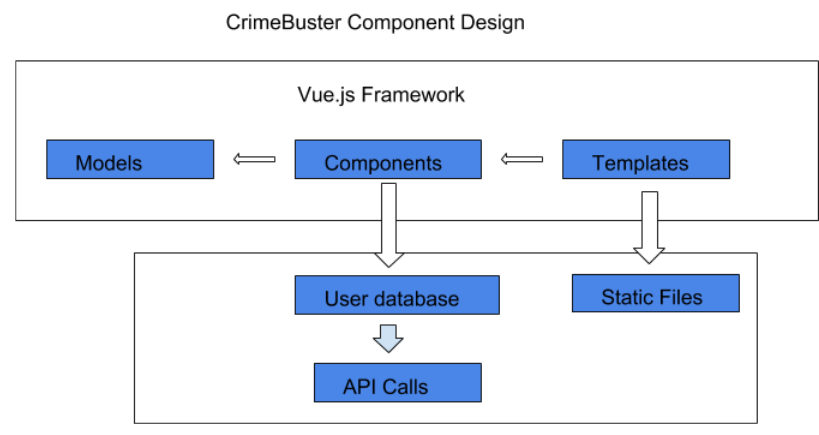 CrimeBuster Component Design
Vue.js Framework
Models
Components
Templates
User database
Static Files
API Calls